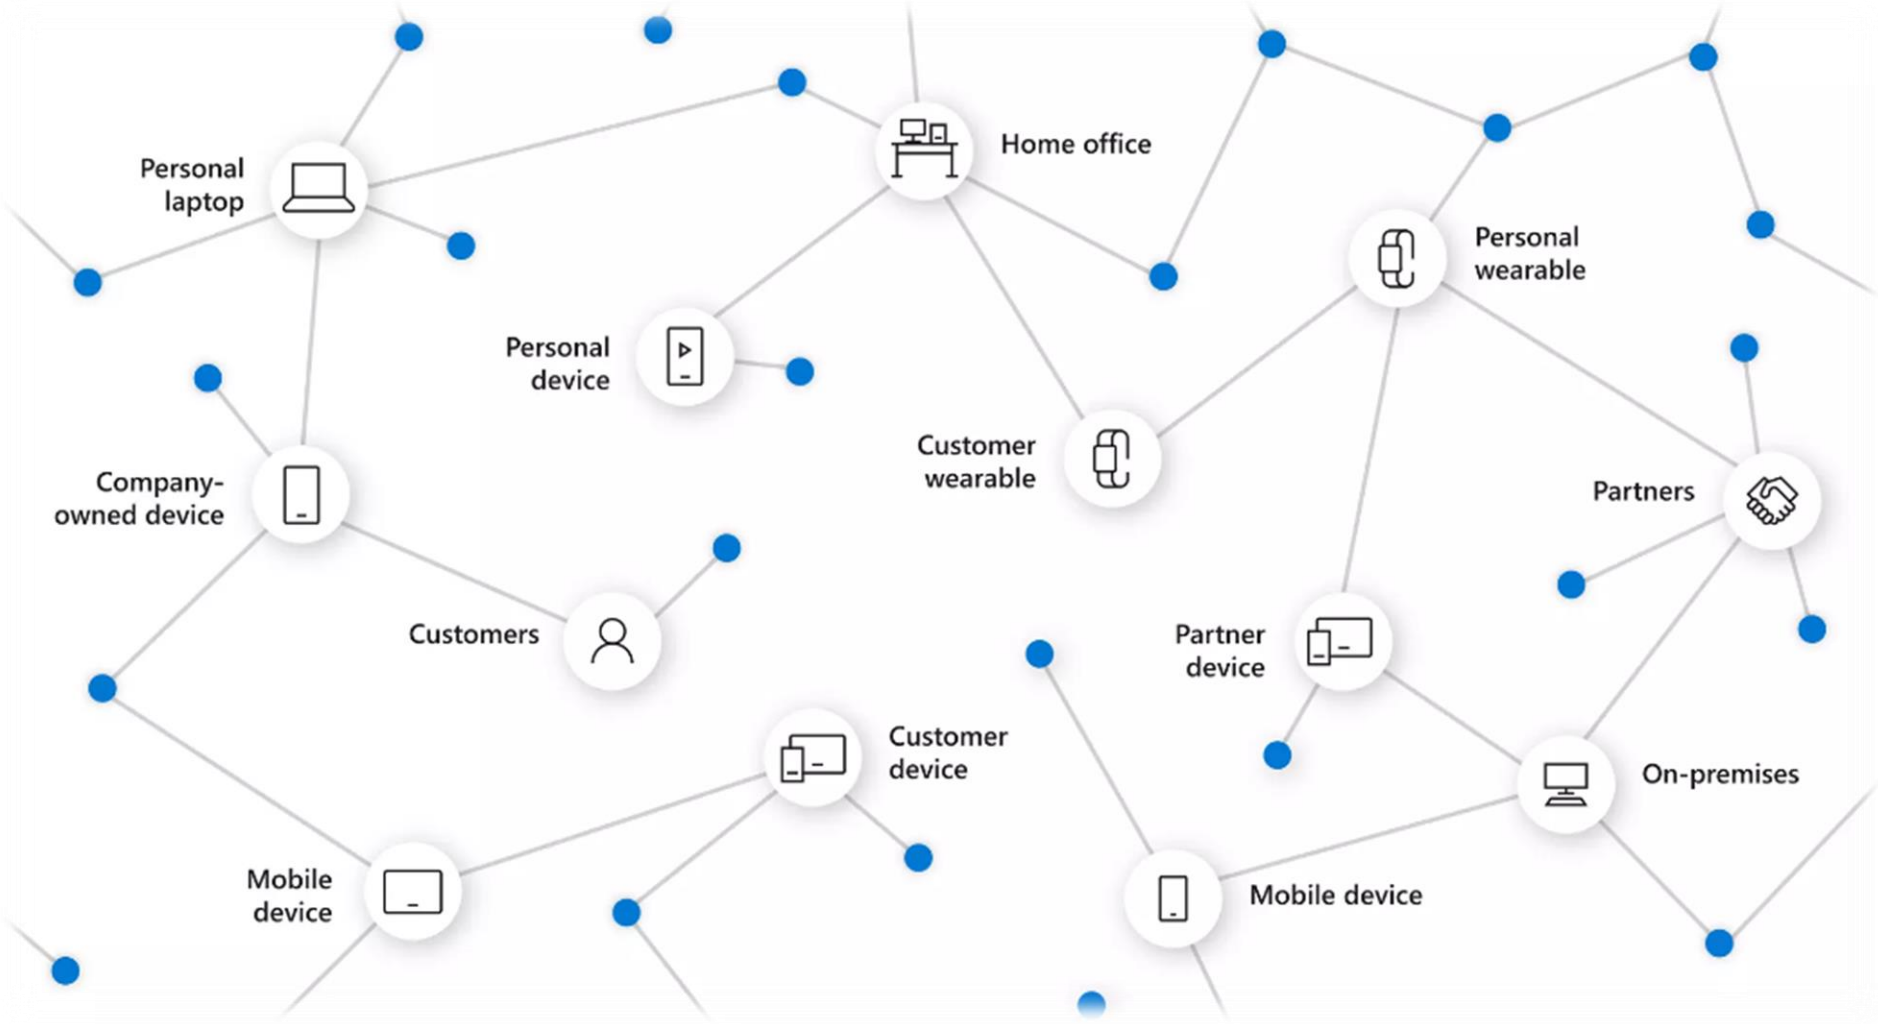 Home office
Personal
laptop
Personal
wearable
Personal
device
Customer
wearable
Company-
owned device
Partners
Customers
Partner
device
Customer
device
On-premises
Mobile
device
Mobile device